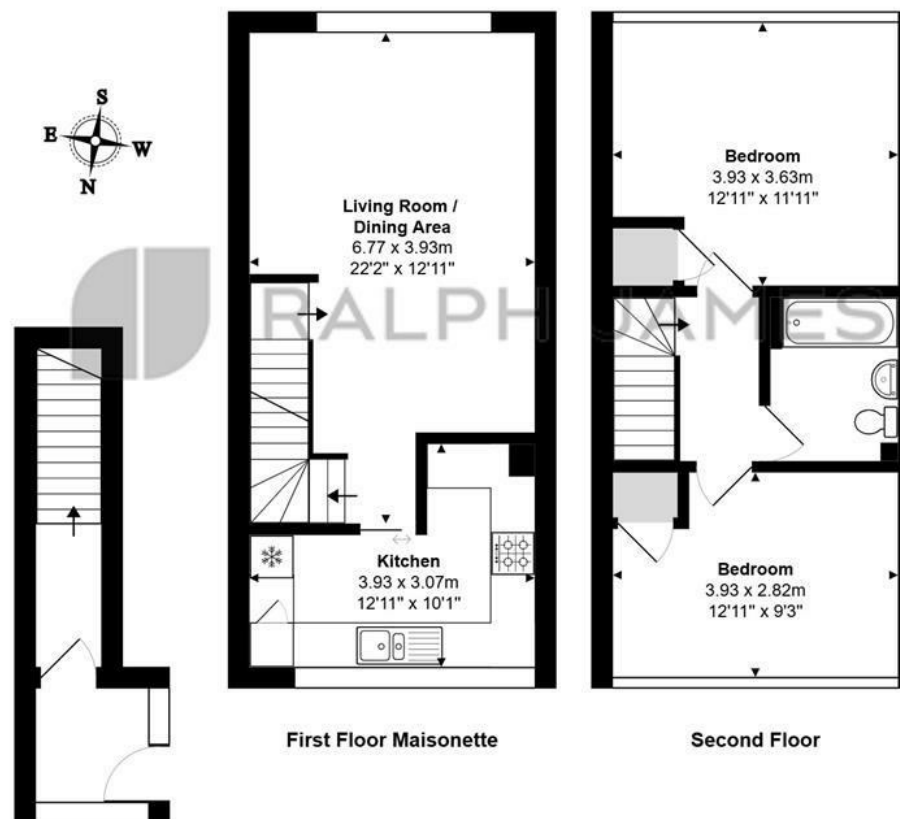 S
E
W
N
Living Room /
Dining Area
6.77 x 3.93m
22'2" x 12'11"
Bedroom
3.93 x 3.63m
12'11" x 11'11"
RALPH JAMES
Kitchen
3.93 x 3.07m
12'11" x 10'1"
Bedroom
3.93 x 2.82m
12'11" x 9'3"
First Floor Maisonette
Second Floor